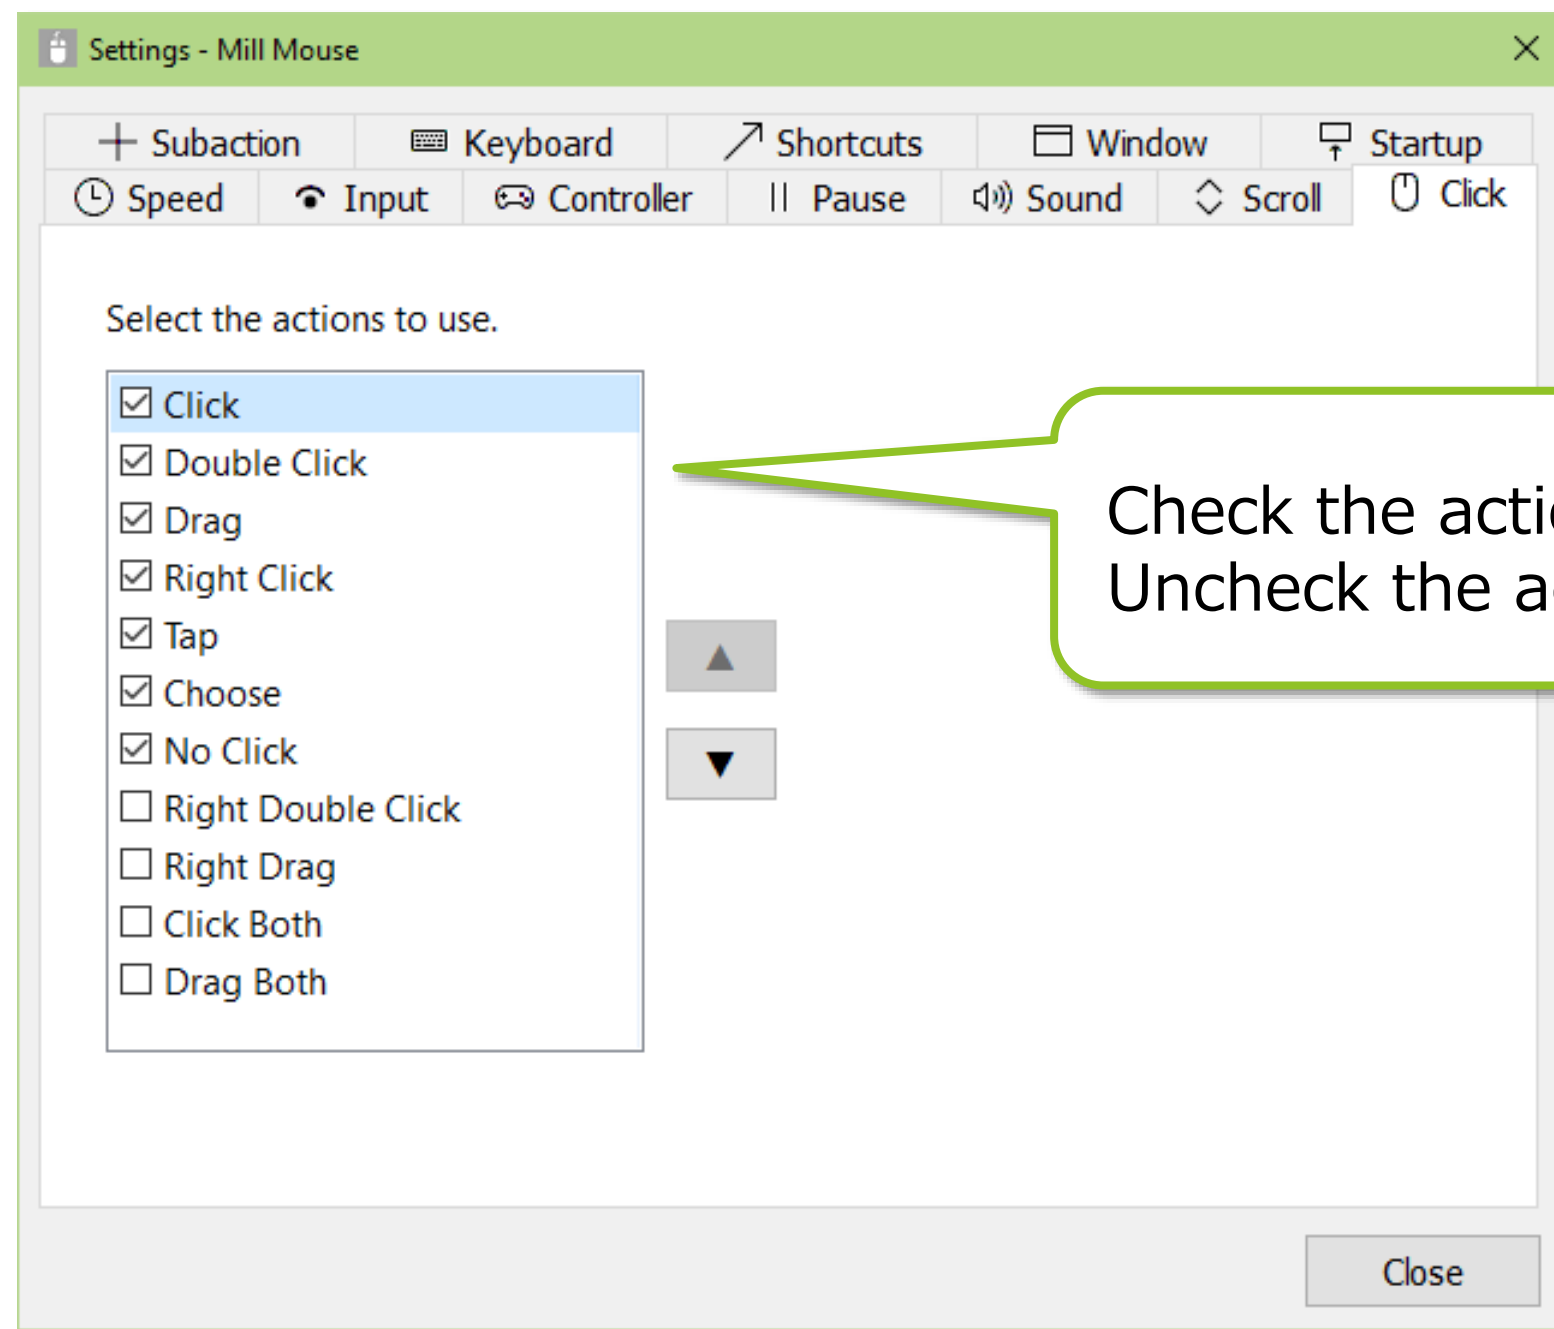 Settings - Mill Mouse
Subaction Keyboard Shortcuts Window Startup
Speed Input Controller Pause Sound Scroll Click
Select the actions to use.
Click
Double Click
Drag
Right Click
Tap
Choose
No Click
Right Double Click
Right Drag
Click Both
Drag Both
Check the
Uncheck the
Close